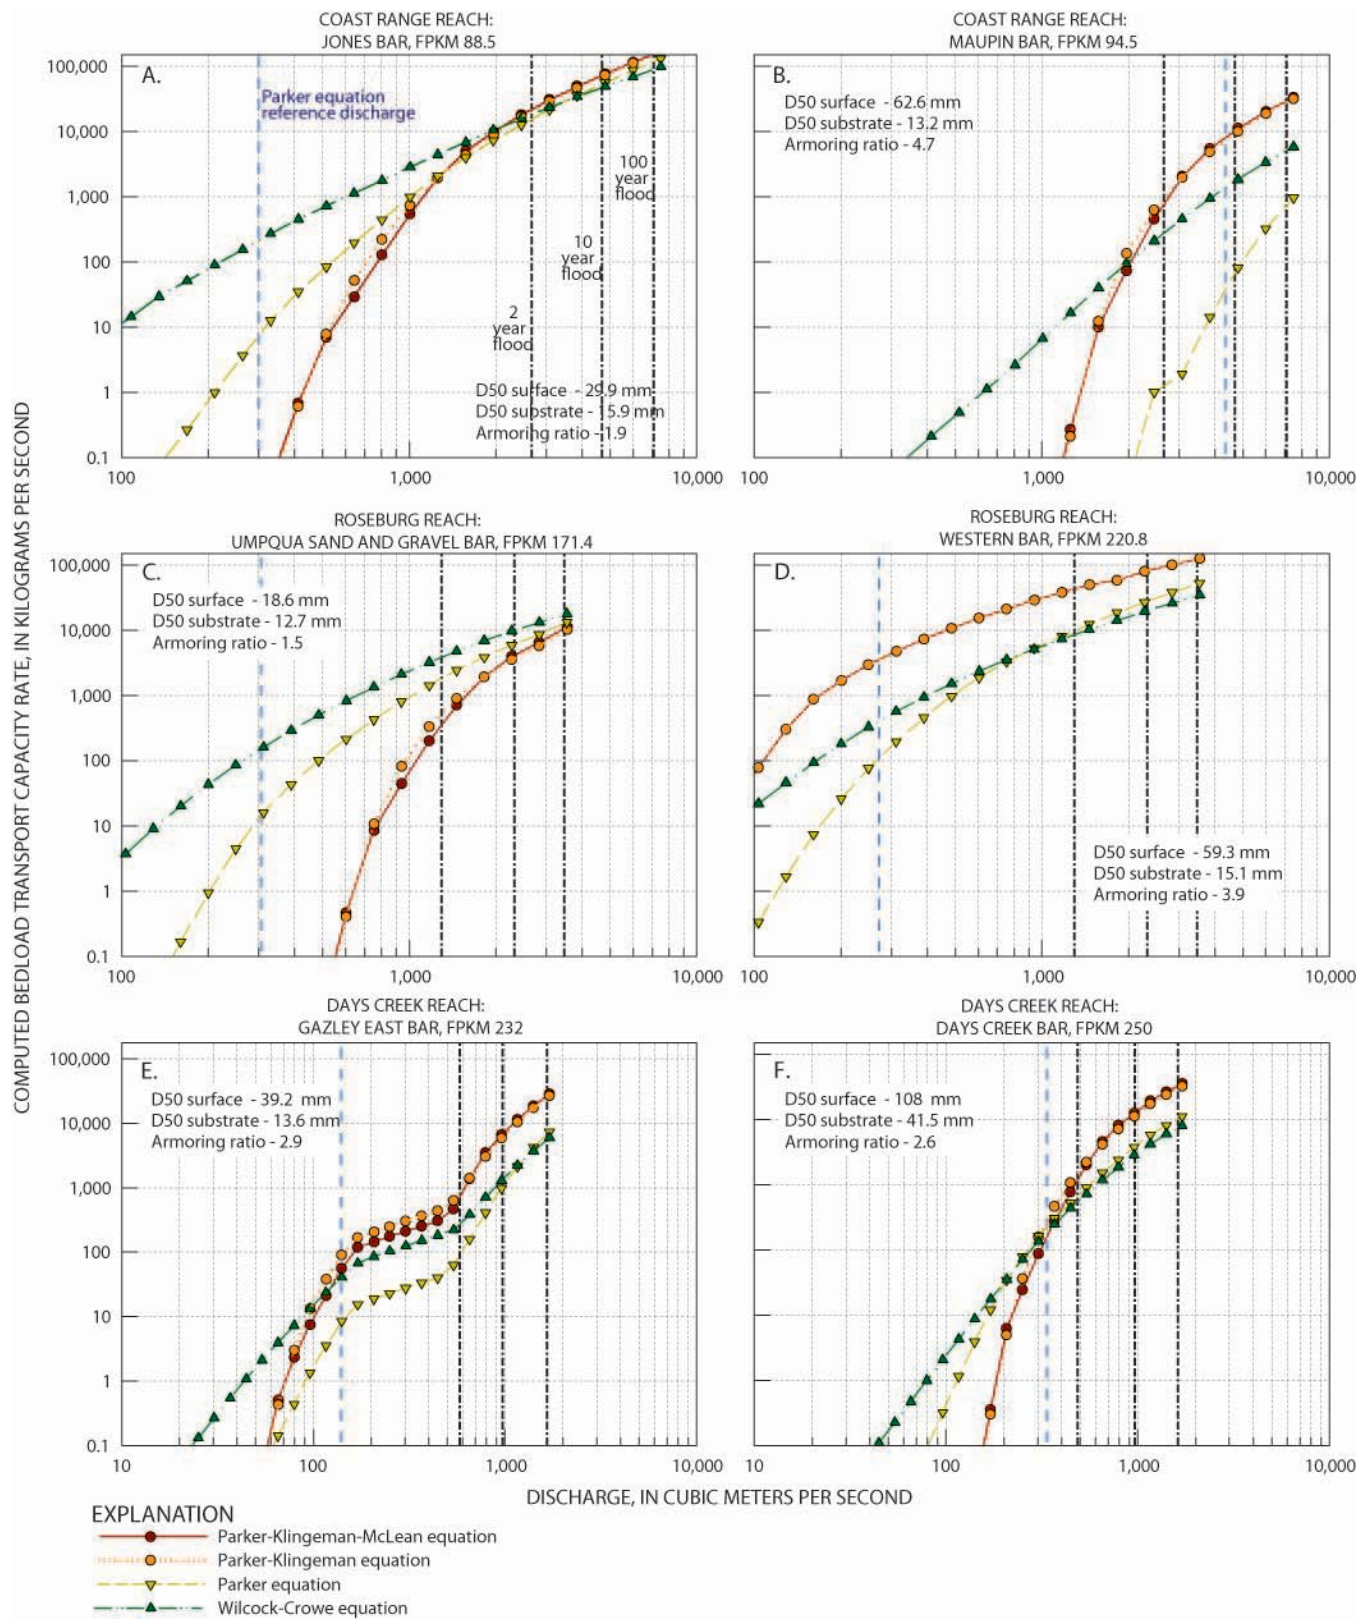 COAST RANGE REACH:
JONES BAR, FPKM 88.5
A.
Parker equation
reference discharge
100
year
flood
10
year
flood
2
year
flood
D50 surface - 29.9 mm
D50 substrate - 15.9 mm
Armoring ratio - 1.9
100,000
10,000
1,000
100
10
1
0.1
100
1,000
10,000
COAST RANGE REACH:
MAUPIN BAR, FPKM 94.5
B.
D50 surface - 62.6 mm
D50 substrate - 13.2 mm
Armoring ratio - 4.7
100
1,000
10,000
ROSEBURG REACH:
UMPQUA SAND AND GRAVEL BAR, FPKM 171.4
C.
D50 surface - 18.6 mm
D50 substrate - 12.7 mm
Armoring ratio - 1.5
100,000
10,000
1,000
100
10
1
0.1
100
1,000
10,000
ROSEBURG REACH:
WESTERN BAR, FPKM 220.8
D.
D50 surface - 59.3 mm
D50 substrate - 15.1 mm
Armoring ratio - 3.9
100
1,000
10,000
DAYS CREEK REACH:
GAZLEY EAST BAR, FPKM 232
E.
D50 surface - 39.2 mm
D50 substrate - 13.6 mm
Armoring ratio - 2.9
100,000
10,000
1,000
100
10
1
0.1
10
100
1,000
10,000
DAYS CREEK REACH:
DAYS CREEK BAR, FPKM 250
F.
D50 surface - 108 mm
D50 substrate - 41.5 mm
Armoring ratio - 2.6
10
100
1,000
10,000
COMPUTED BEDLOAD TRANSPORT CAPACITY RATE, IN KILOGRAMS PER SECOND
DISCHARGE, IN CUBIC METERS PER SECOND
EXPLANATION
Parker-Klingeman-McLean equation
Parker-Klingeman equation
Parker equation
Wilcock-Crowe equation